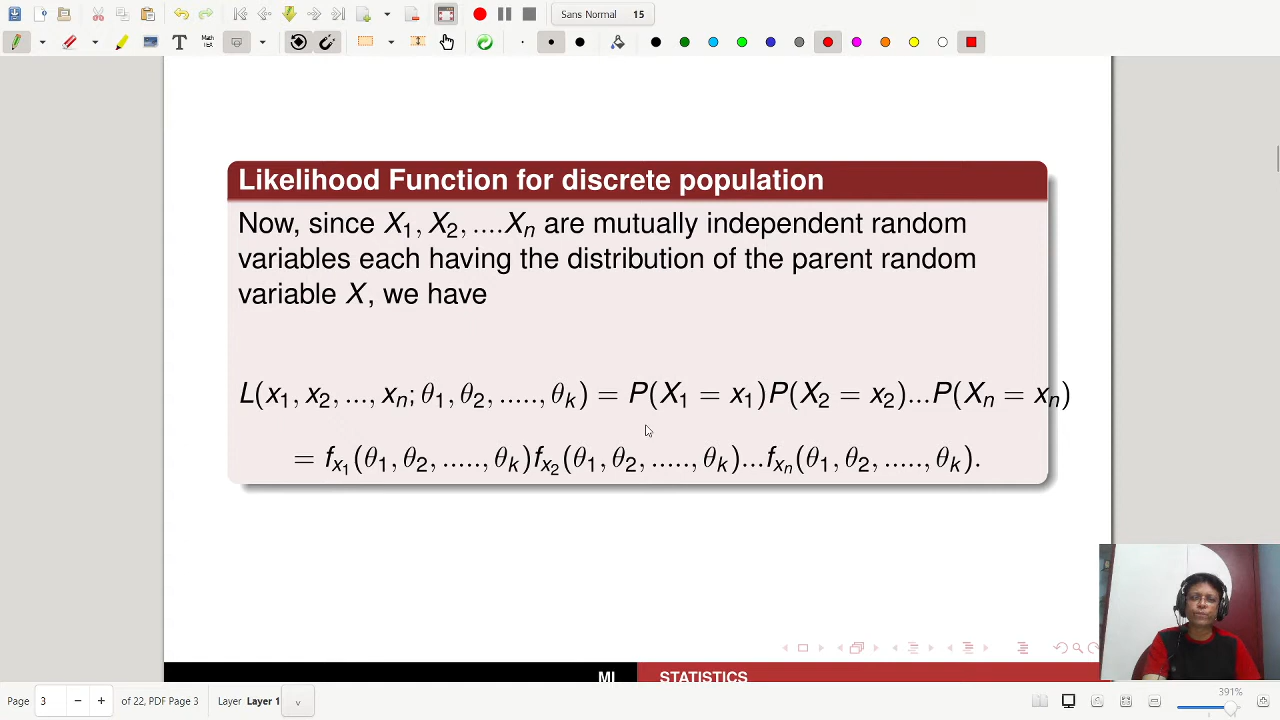 Sans Normal 15
T Math TEX
Likelihood Function for discrete population
Now, since X₁, X₂, ....Xₙ are mutually independent random
variables each having the distribution of the parent random
variable X, we have
L(x₁, x₂, ..., xₙ; θ₁, θ₂, ....., θₖ) = P(X₁ = x₁)P(X₂ = x₂)...P(Xₙ = xₙ)
= fₓ₁(θ₁, θ₂, ....., θₖ)fₓ₂(θ₁, θ₂, ....., θₖ)...fₓₙ(θ₁, θ₂, ....., θₖ).
STATISTICS
Page 3 of 22, PDF Page 3 Layer Layer 1 391%